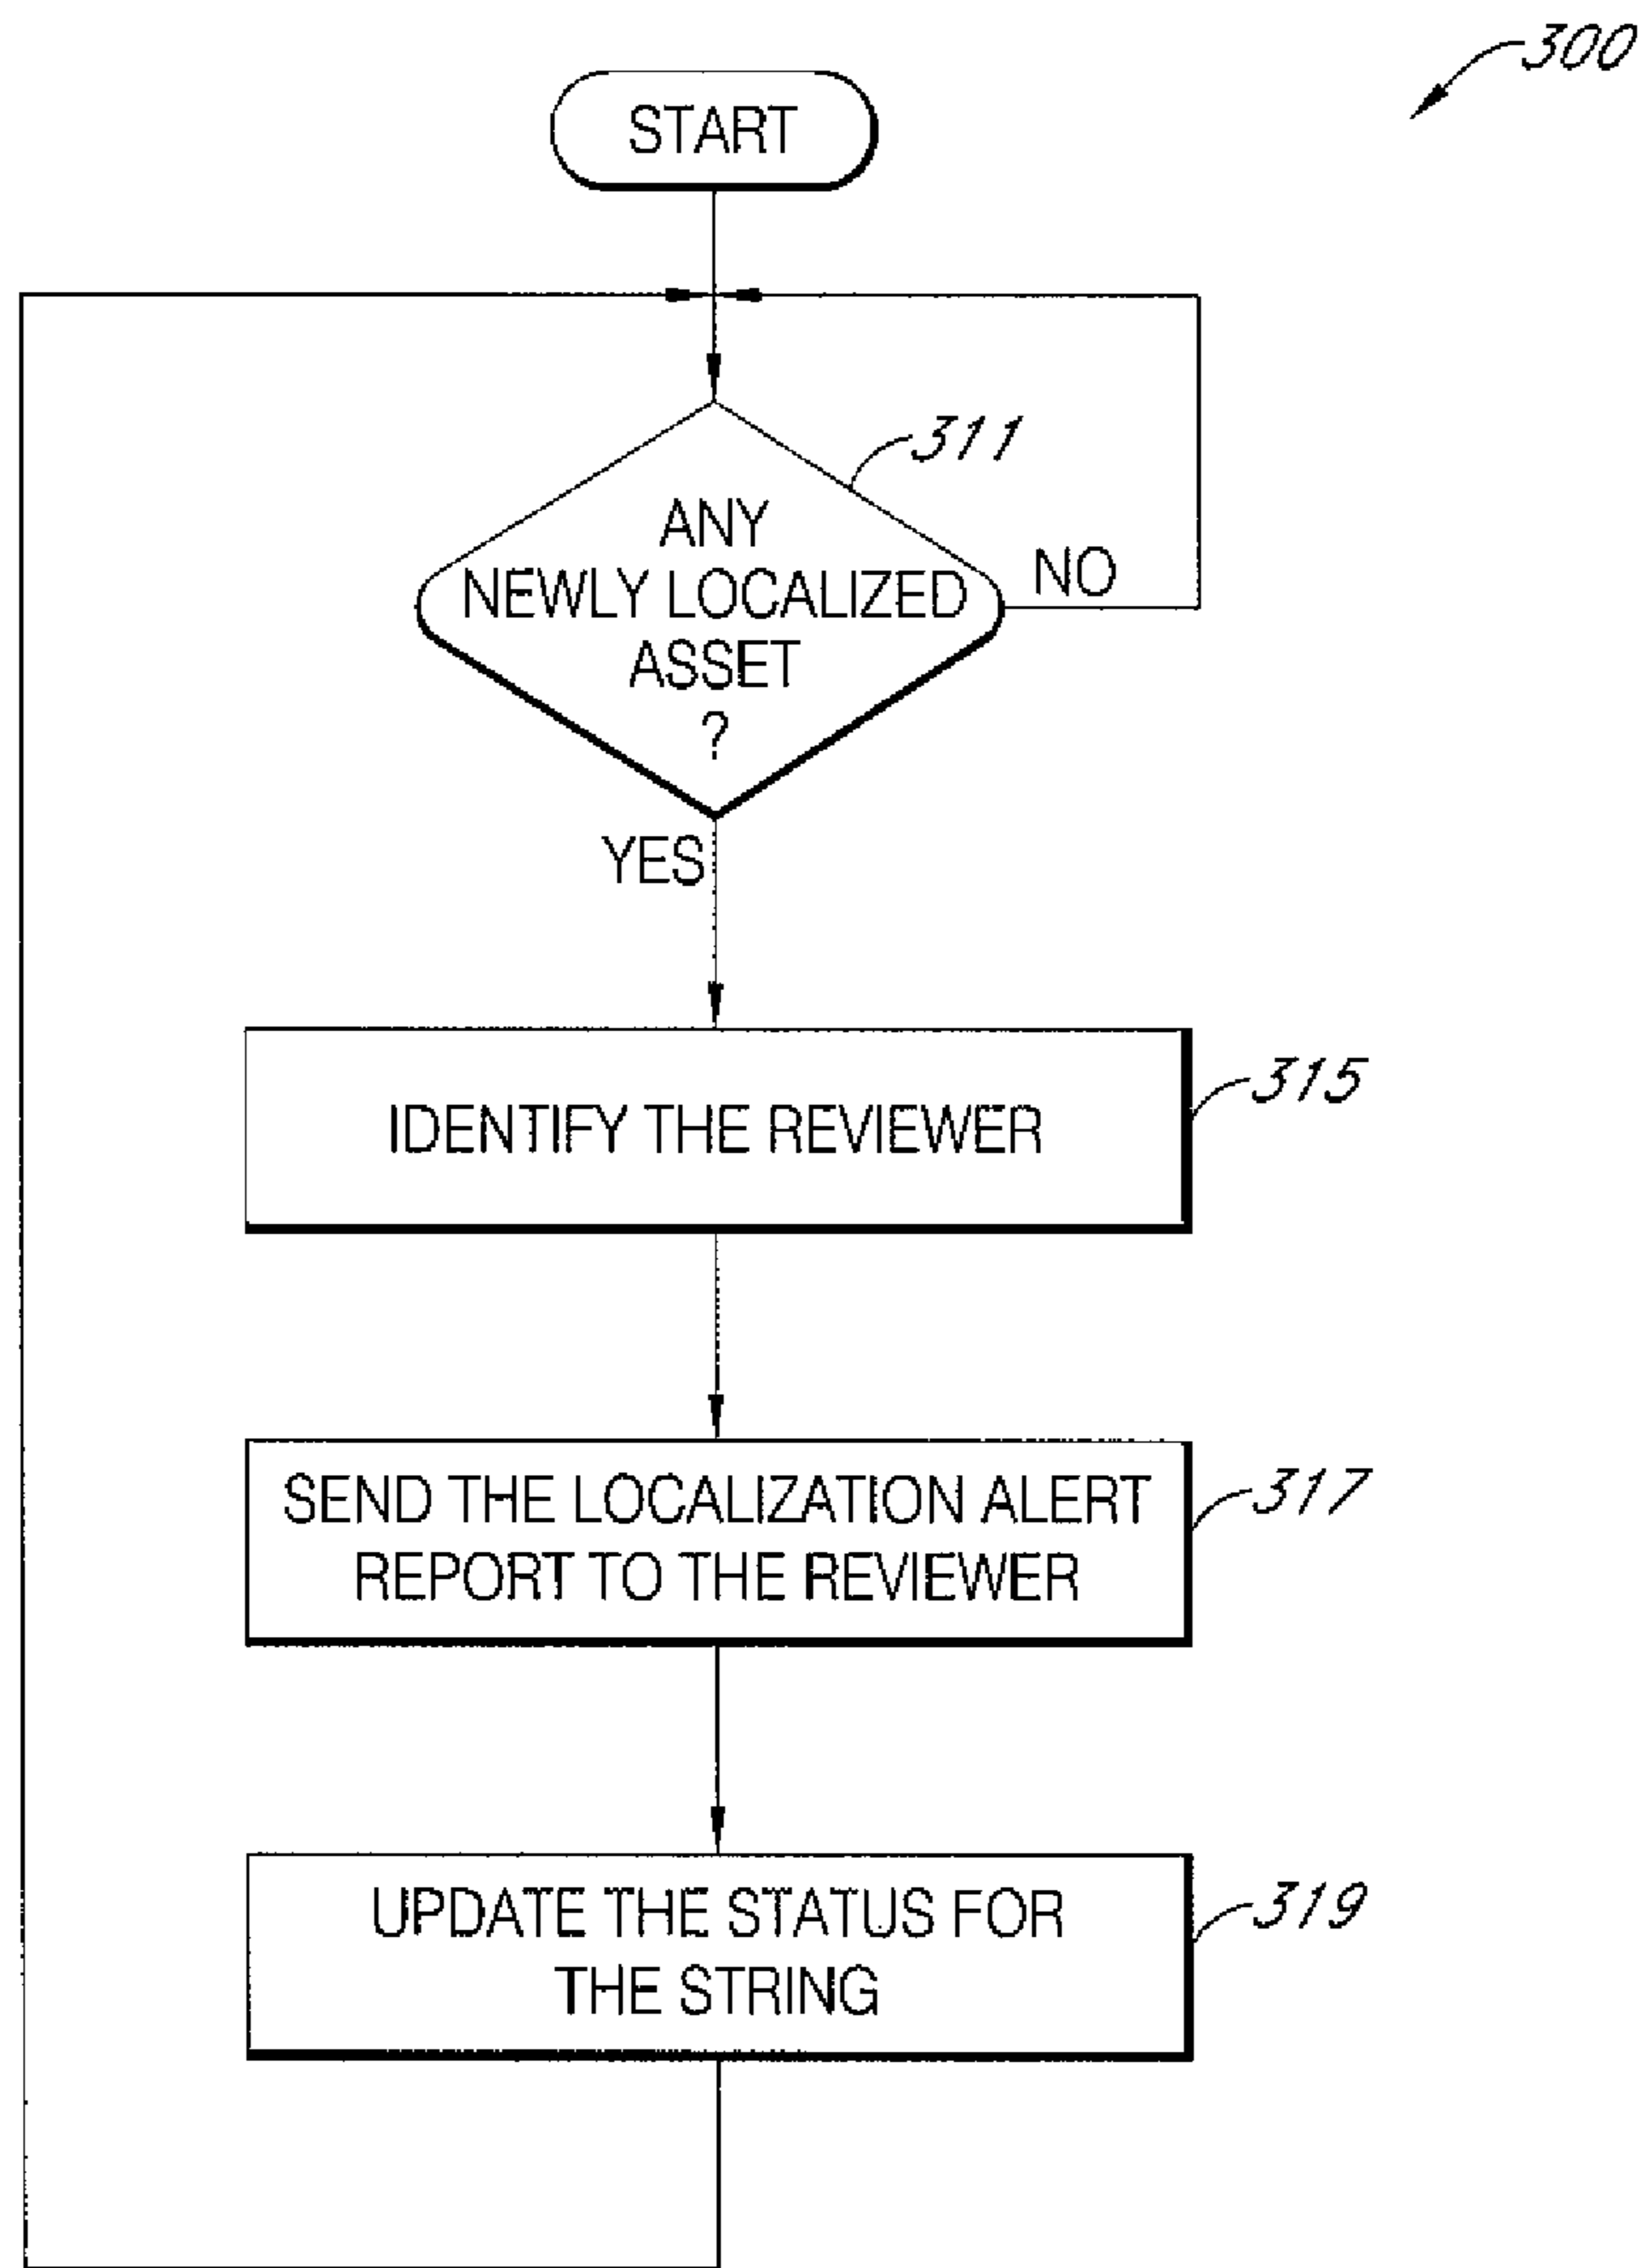 300
START
311
ANY
NEWLY LOCALIZED
ASSET
?
NO
YES
IDENTIFY THE REVIEWER
315
SEND THE LOCALIZATION ALERT
REPORT TO THE REVIEWER
317
UPDATE THE STATUS FOR
THE STRING
319